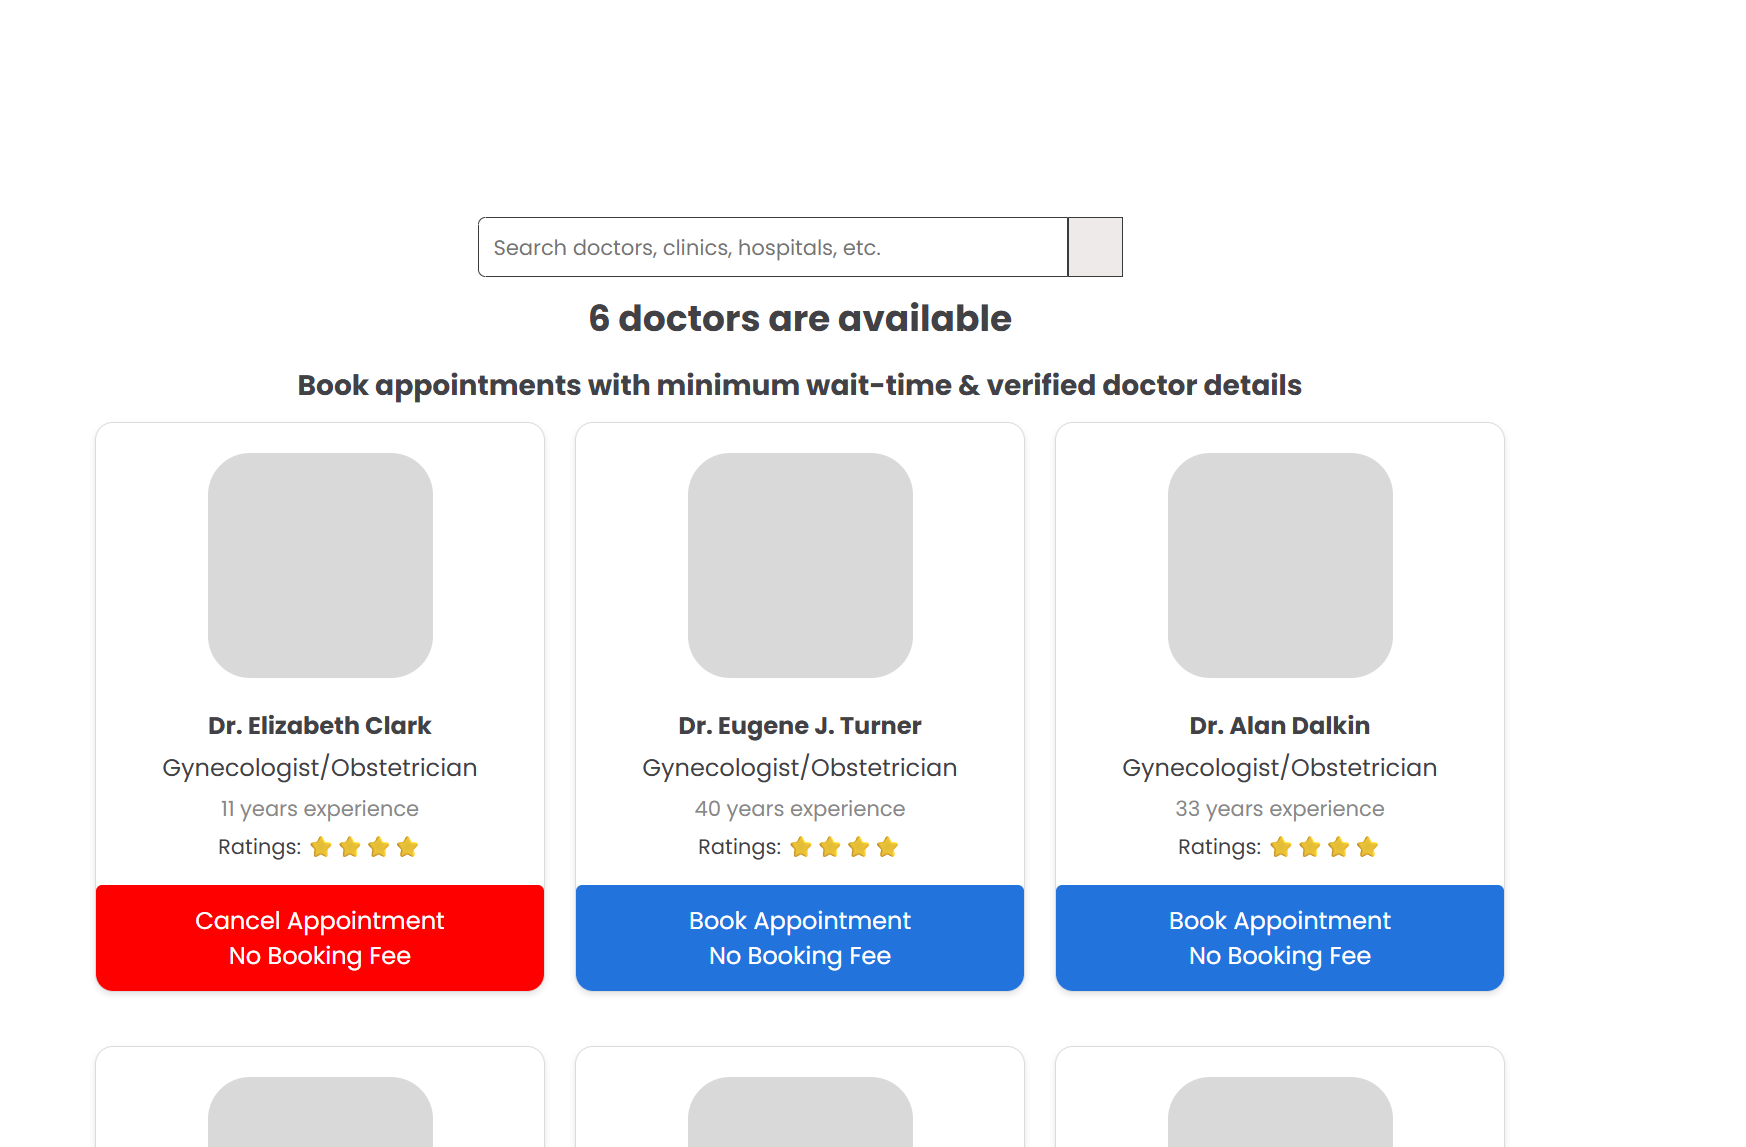 Search doctors, clinics, hospitals, etc.
6 doctors are available
Book appointments with minimum wait-time & verified doctor details
Dr. Elizabeth Clark
Gynecologist/Obstetrician
11 years experience
Ratings: ⭐⭐⭐⭐
Cancel Appointment
No Booking Fee
Dr. Eugene J. Turner
Gynecologist/Obstetrician
40 years experience
Ratings: ⭐⭐⭐⭐
Book Appointment
No Booking Fee
Dr. Alan Dalkin
Gynecologist/Obstetrician
33 years experience
Ratings: ⭐⭐⭐⭐
Book Appointment
No Booking Fee